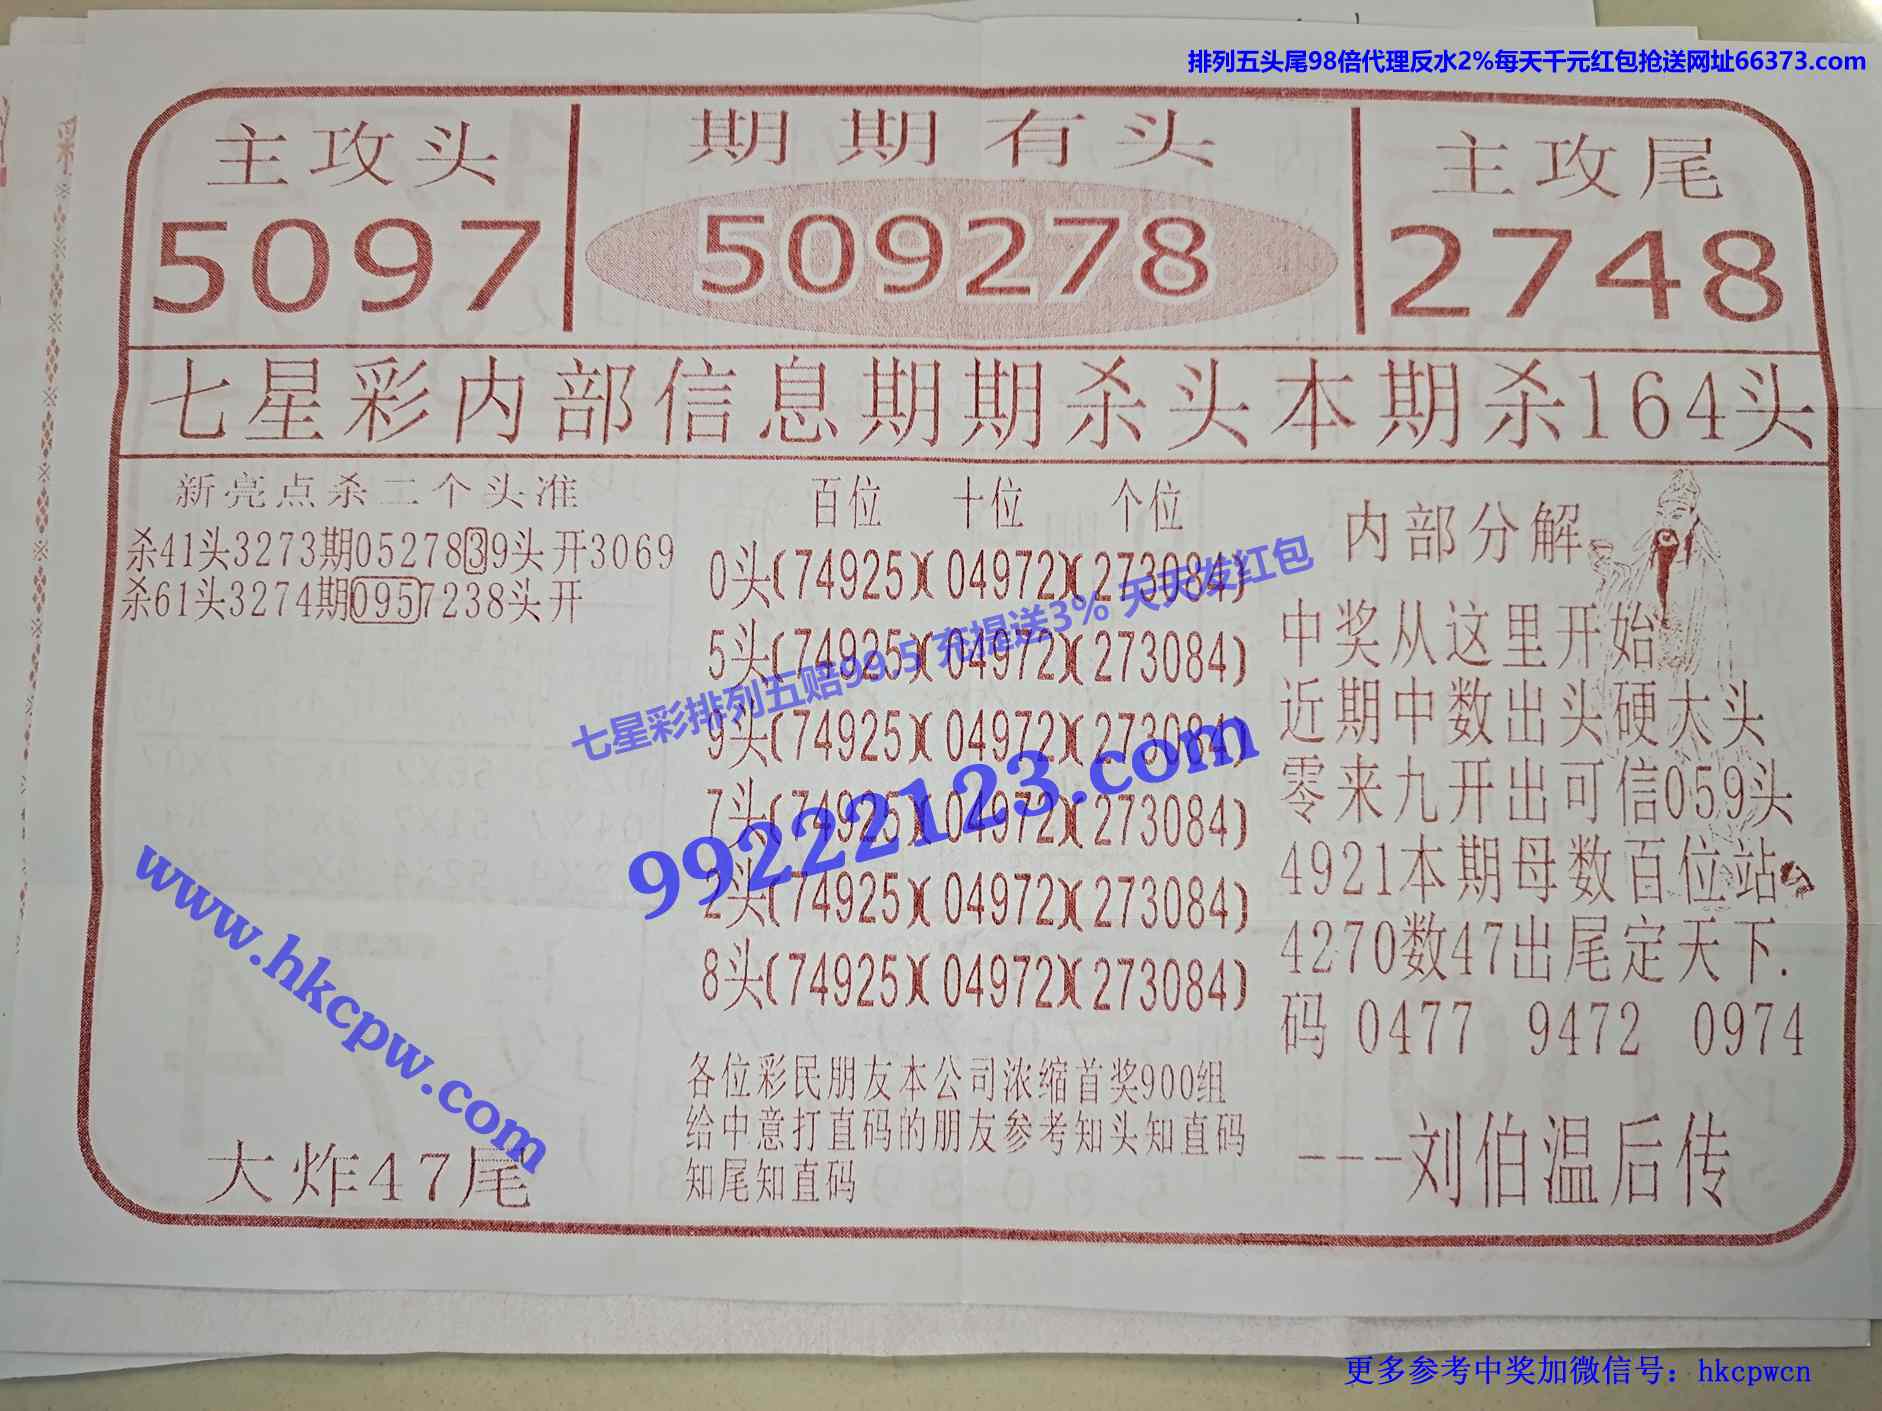 排列五头尾98倍代理反水2%每天千元红包抢送网址66373.com
主攻头
5097
期期有头
509278
主攻尾
2748
七星彩内部信息期期杀头本期杀164头
新亮点杀二个头准
杀41头3273期0527839头开3069
杀61头3274期0957238头开
百位 十位 个位
0头(74925)(04972)(273084)
5头(74925)(04972)(273084)
9头(74925)(04972)(273084)
7头(74925)(04972)(273084)
2头(74925)(04972)(273084)
8头(74925)(04972)(273084)
各位彩民朋友本公司浓缩首奖900组
给中意打直码的朋友参考知头知直码
知尾知直码
内部分解
中奖从这里开始
近期中数出头硬太头
零来九开出可信059头
4921本期母数百位站
4270数47出尾定天下.
码 0477 9472 0974
---刘伯温后传
大炸47尾
七星彩排列五赔99.5 充提送3% 天天发红包
99222123.com
www.hkcpw.com
更多参考中奖加微信号：hkcpwcn